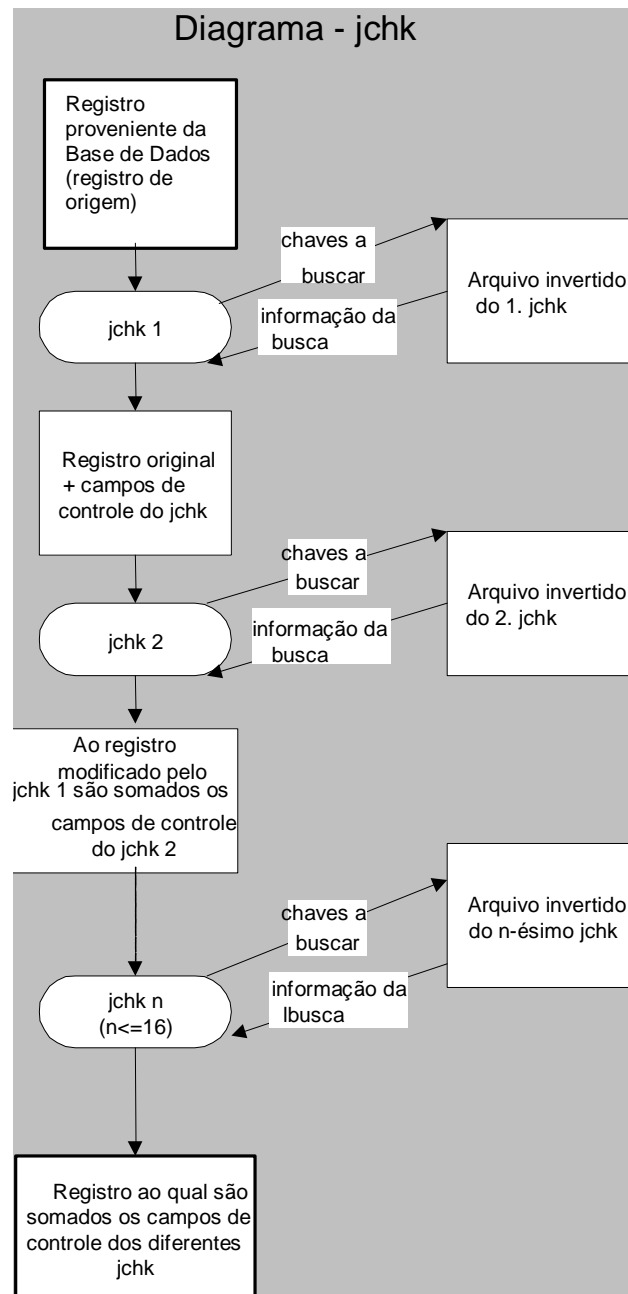 Diagrama - jchk
Registro
proveniente da
Base de Dados
(registro de
origem)
chaves a
buscar
Arquivo invertido
do 1. jchk
jchk 1
informação da
busca
Registro original
+ campos de
controle do jchk
chaves a
buscar
Arquivo invertido
do 2. jchk
jchk 2
informação da
busca
Ao registro
modificado pelo
jchk 1 são somados os
campos de controle
do jchk 2
chaves a
buscar
Arquivo invertido
do n-ésimo jchk
jchk n
(n<=16)
informação da
lbusca
Registro ao qual são
somados os campos de
controle dos diferentes
jchk